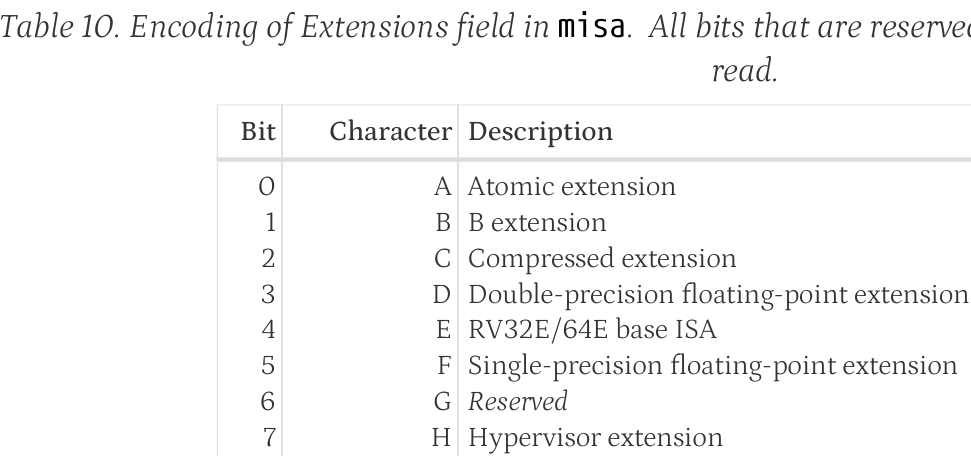 Table 10. Encoding of Extensions field in misa. All bits that are reserved
read.
Bit Character Description
0 A Atomic extension
1 B B extension
2 C Compressed extension
3 D Double-precision floating-point extension
4 E RV32E/64E base ISA
5 F Single-precision floating-point extension
6 G Reserved
7 H Hypervisor extension